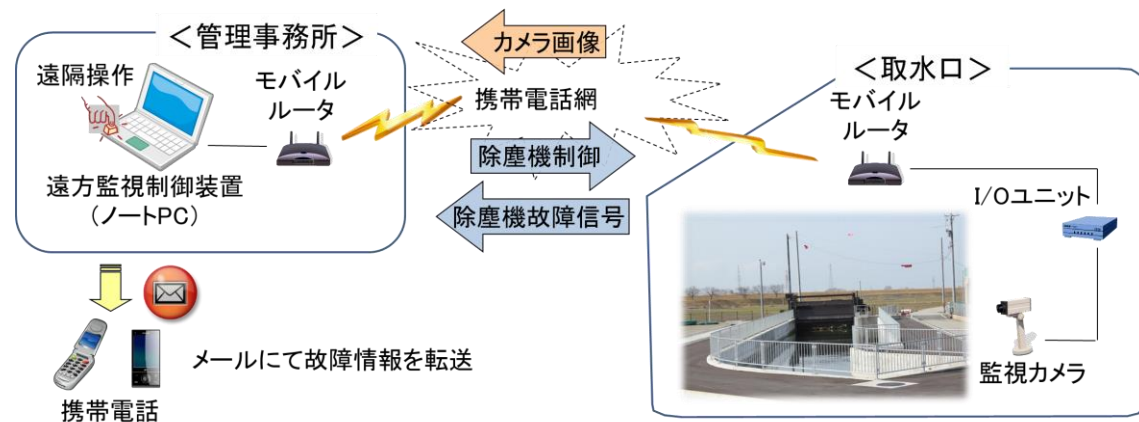 ＜管理事務所＞
遠隔操作
モバイル
ルータ
遠方監視制御装置
（ノートPC）
カメラ画像
携帯電話網
除塵機制御
除塵機故障信号
＜取水口＞
モバイル
ルータ
I/Oユニット
監視カメラ
メールにて故障情報を転送
携帯電話